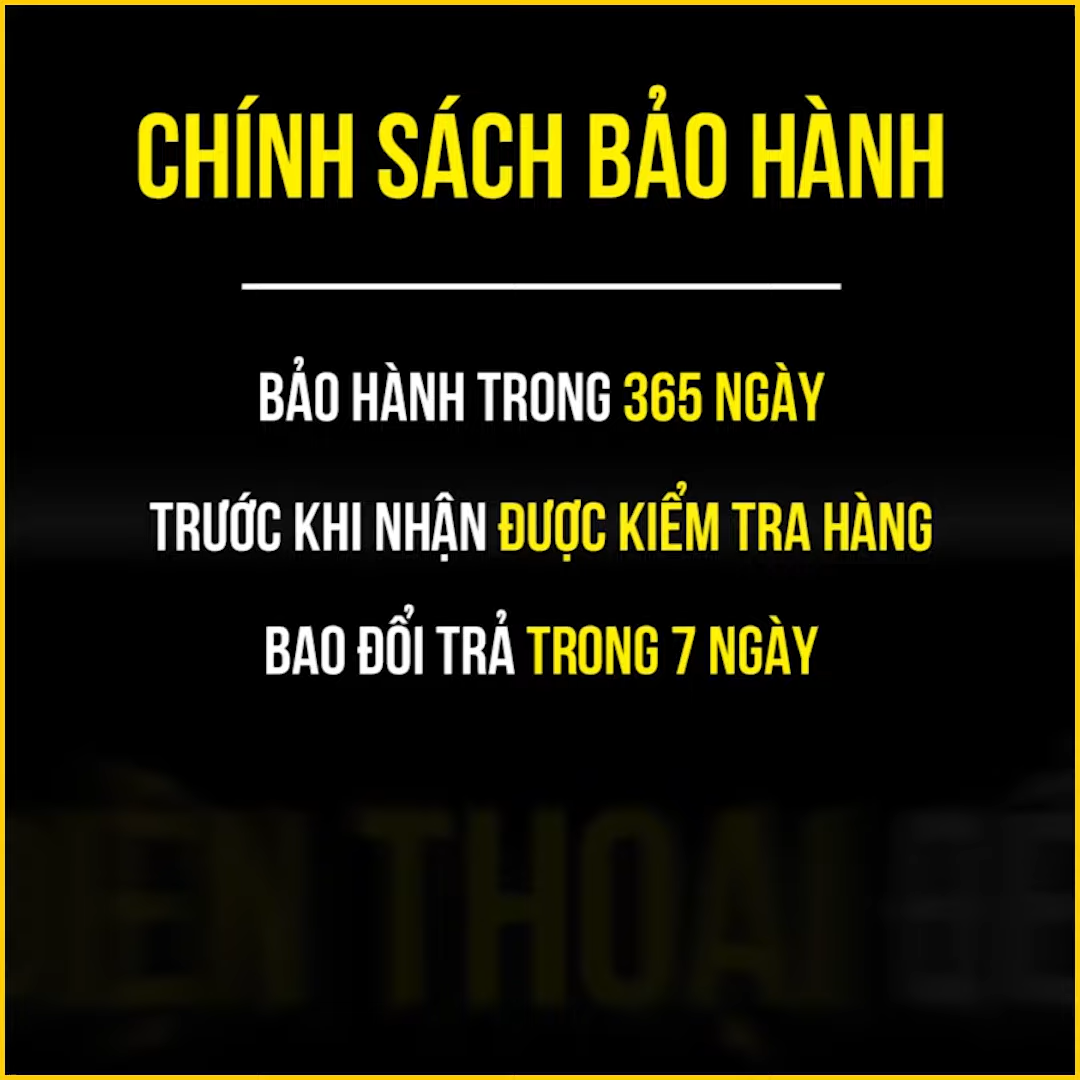 CHÍNH SÁCH BẢO HÀNH
BẢO HÀNH TRONG 365 NGÀY
TRƯỚC KHI NHẬN ĐƯỢC KIỂM TRA HÀNG
BAO ĐỔI TRẢ TRONG 7 NGÀY
THOẠI